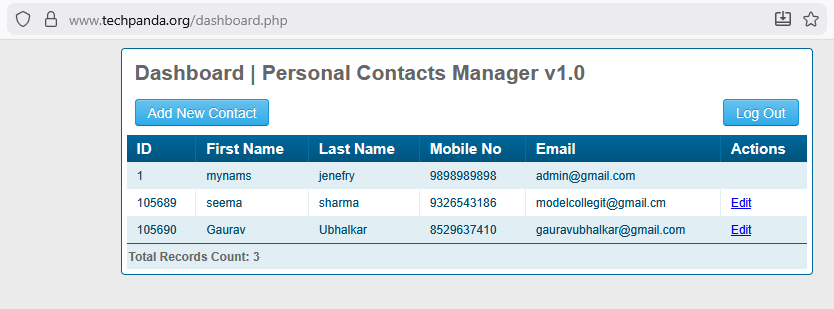 www.techpanda.org/dashboard.php
Dashboard | Personal Contacts Manager v1.0
Add New Contact Log Out
ID First Name Last Name Mobile No Email Actions
1 mynams jenefry 9898989898 admin@gmail.com
105689 seema sharma 9326543186 modelcollegit@gmail.cm Edit
105690 Gaurav Ubhalkar 8529637410 gauravubhalkar@gmail.com Edit
Total Records Count: 3